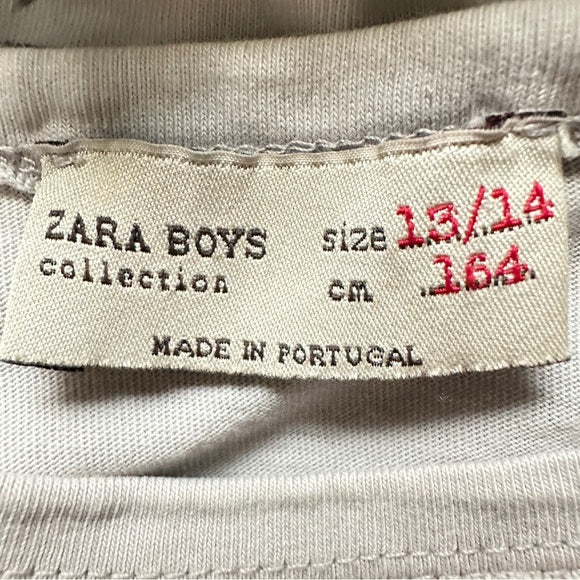 ZARA BOYS size 13/14
collection cm 164
MADE IN PORTUGAL